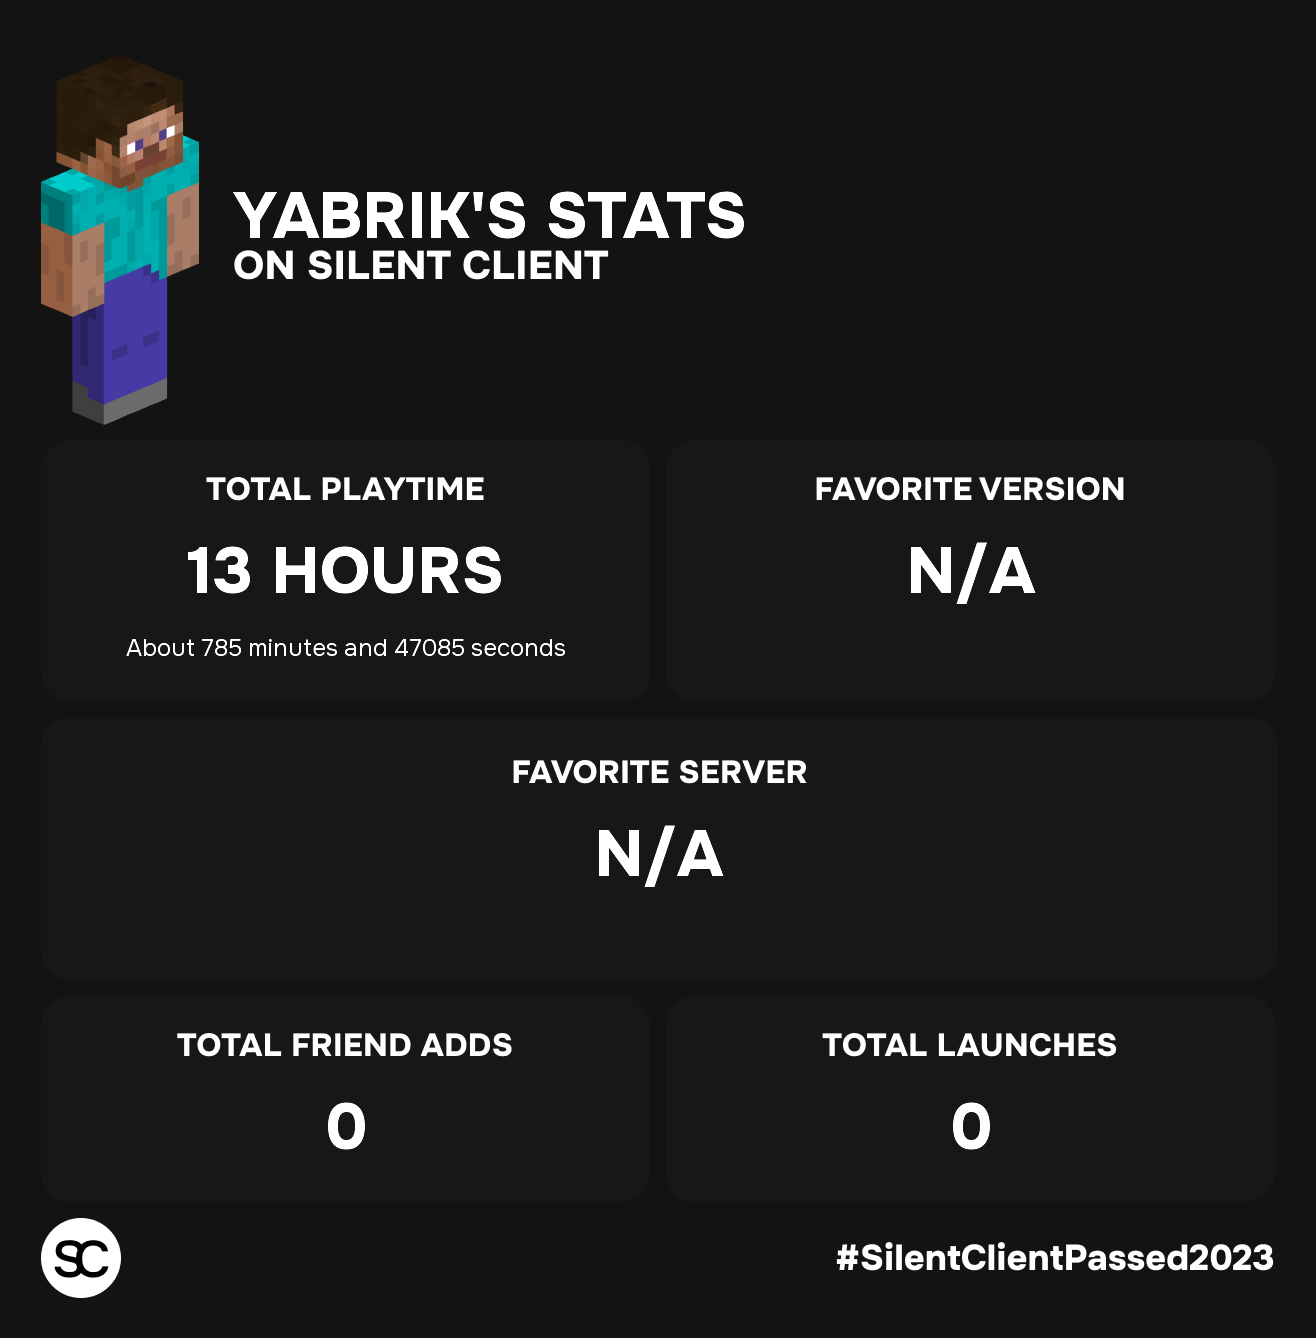 YABRIK'S STATS
ON SILENT CLIENT
TOTAL PLAYTIME
13 HOURS
About 785 minutes and 47085 seconds
FAVORITE VERSION
N/A
FAVORITE SERVER
N/A
TOTAL FRIEND ADDS
0
TOTAL LAUNCHES
0
SC
#SilentClientPassed2023